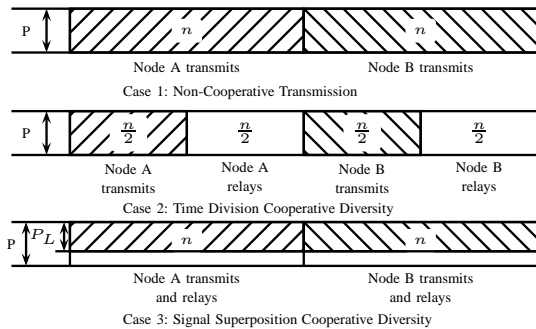 P n n
Node A transmits Node B transmits
Case 1: Non-Cooperative Transmission
P n/2 n/2 n/2 n/2
Node A Node A Node B Node B
transmits relays transmits relays
Case 2: Time Division Cooperative Diversity
P P_L n n
Node A transmits Node B transmits
and relays and relays
Case 3: Signal Superposition Cooperative Diversity